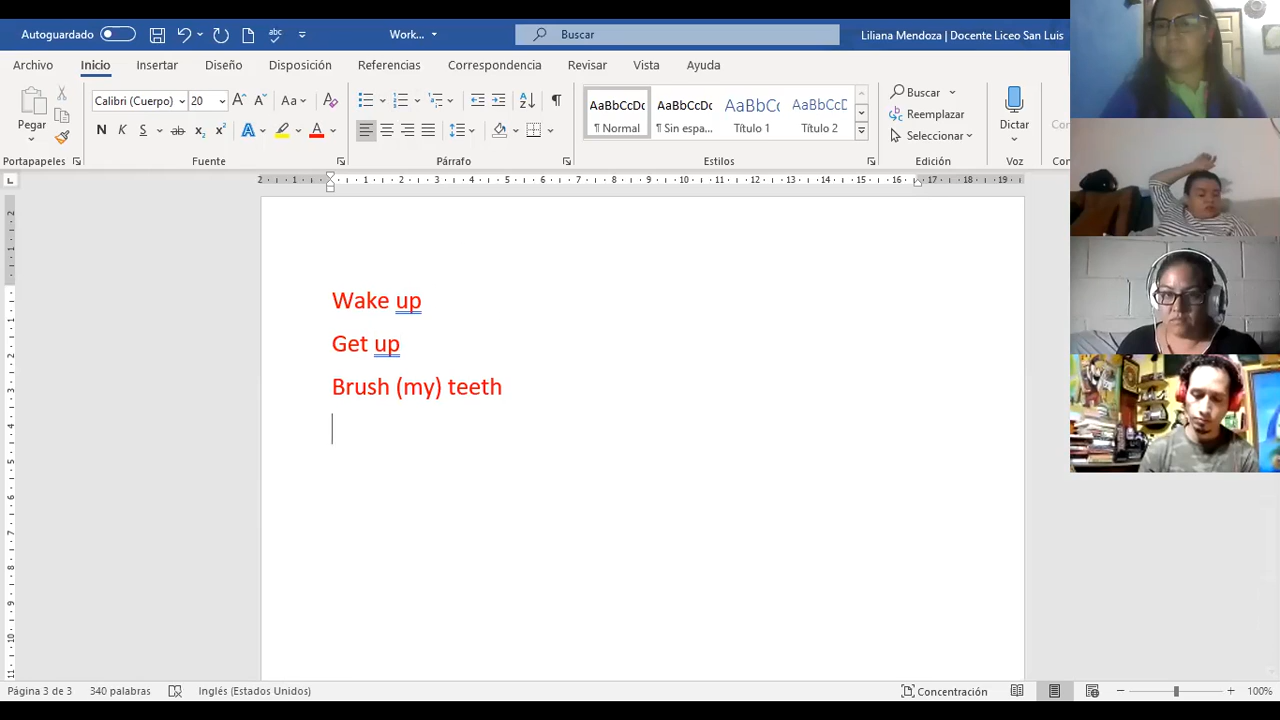 Autoguardado
Work...
Buscar
Liliana Mendoza | Docente Liceo San Luis
Archivo
Inicio
Insertar
Diseño
Disposición
Referencias
Correspondencia
Revisar
Vista
Ayuda
Pegar
Portapapeles
Calibri (Cuerpo)
20
Fuente
Párrafo
AaBbCcDc
¶ Normal
AaBbCcDc
¶ Sin espa...
AaBbCc
Título 1
AaBbCcD
Título 2
Estilos
Buscar
Reemplazar
Seleccionar
Edición
Dictar
Voz
Wake up
Get up
Brush (my) teeth
Página 3 de 3
340 palabras
Inglés (Estados Unidos)
Concentración
100%